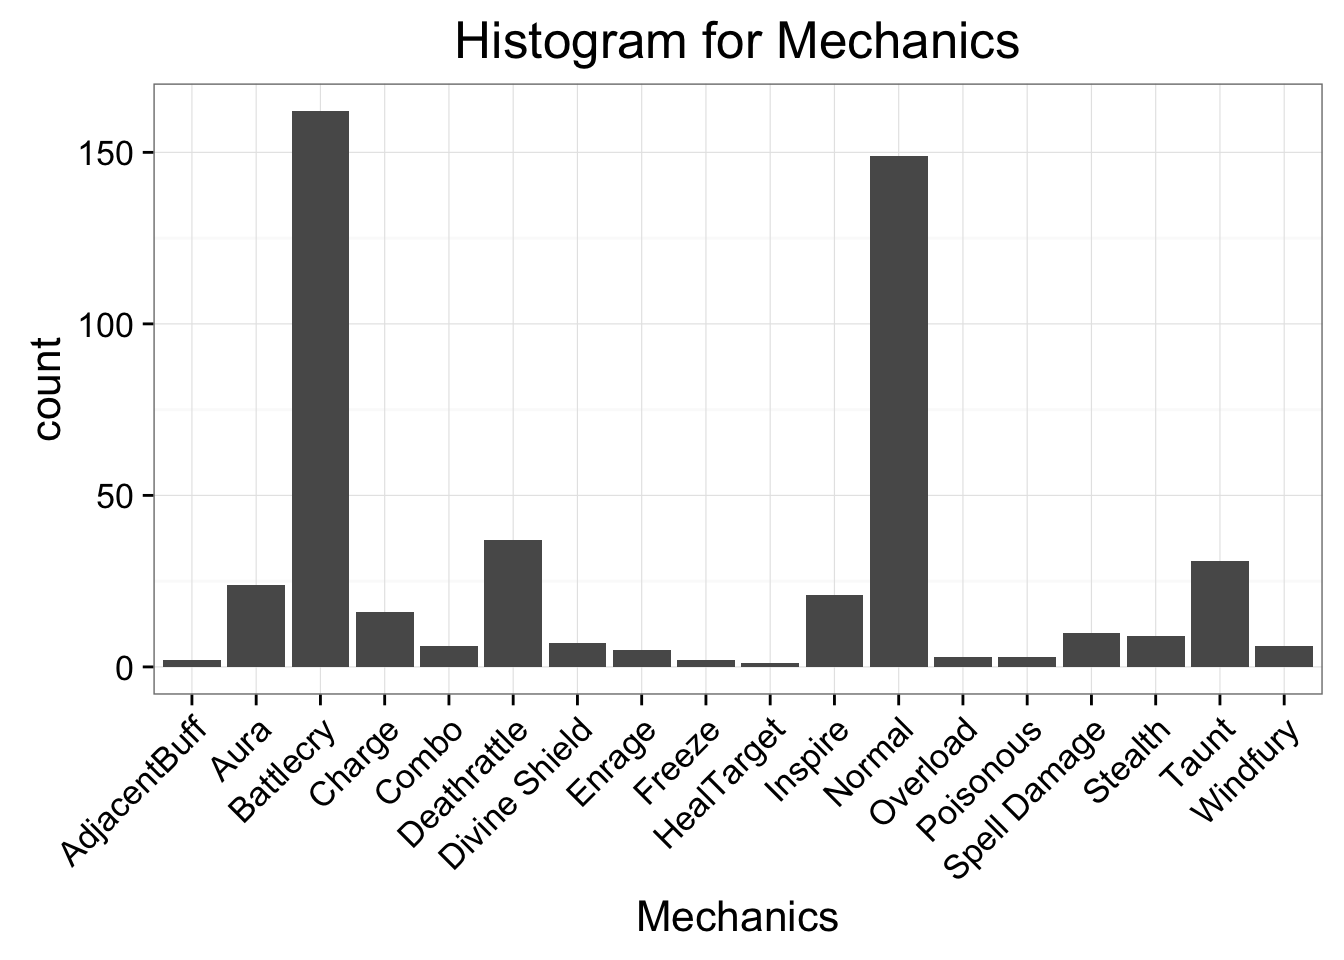 Histogram for Mechanics
150
100
50
0
count
AdjacentBuff
Aura
Battlecry
Charge
Combo
Deathrattle
Divine Shield
Enrage
Freeze
HealTarget
Inspire
Normal
Overload
Poisonous
Spell Damage
Stealth
Taunt
Windfury
Mechanics